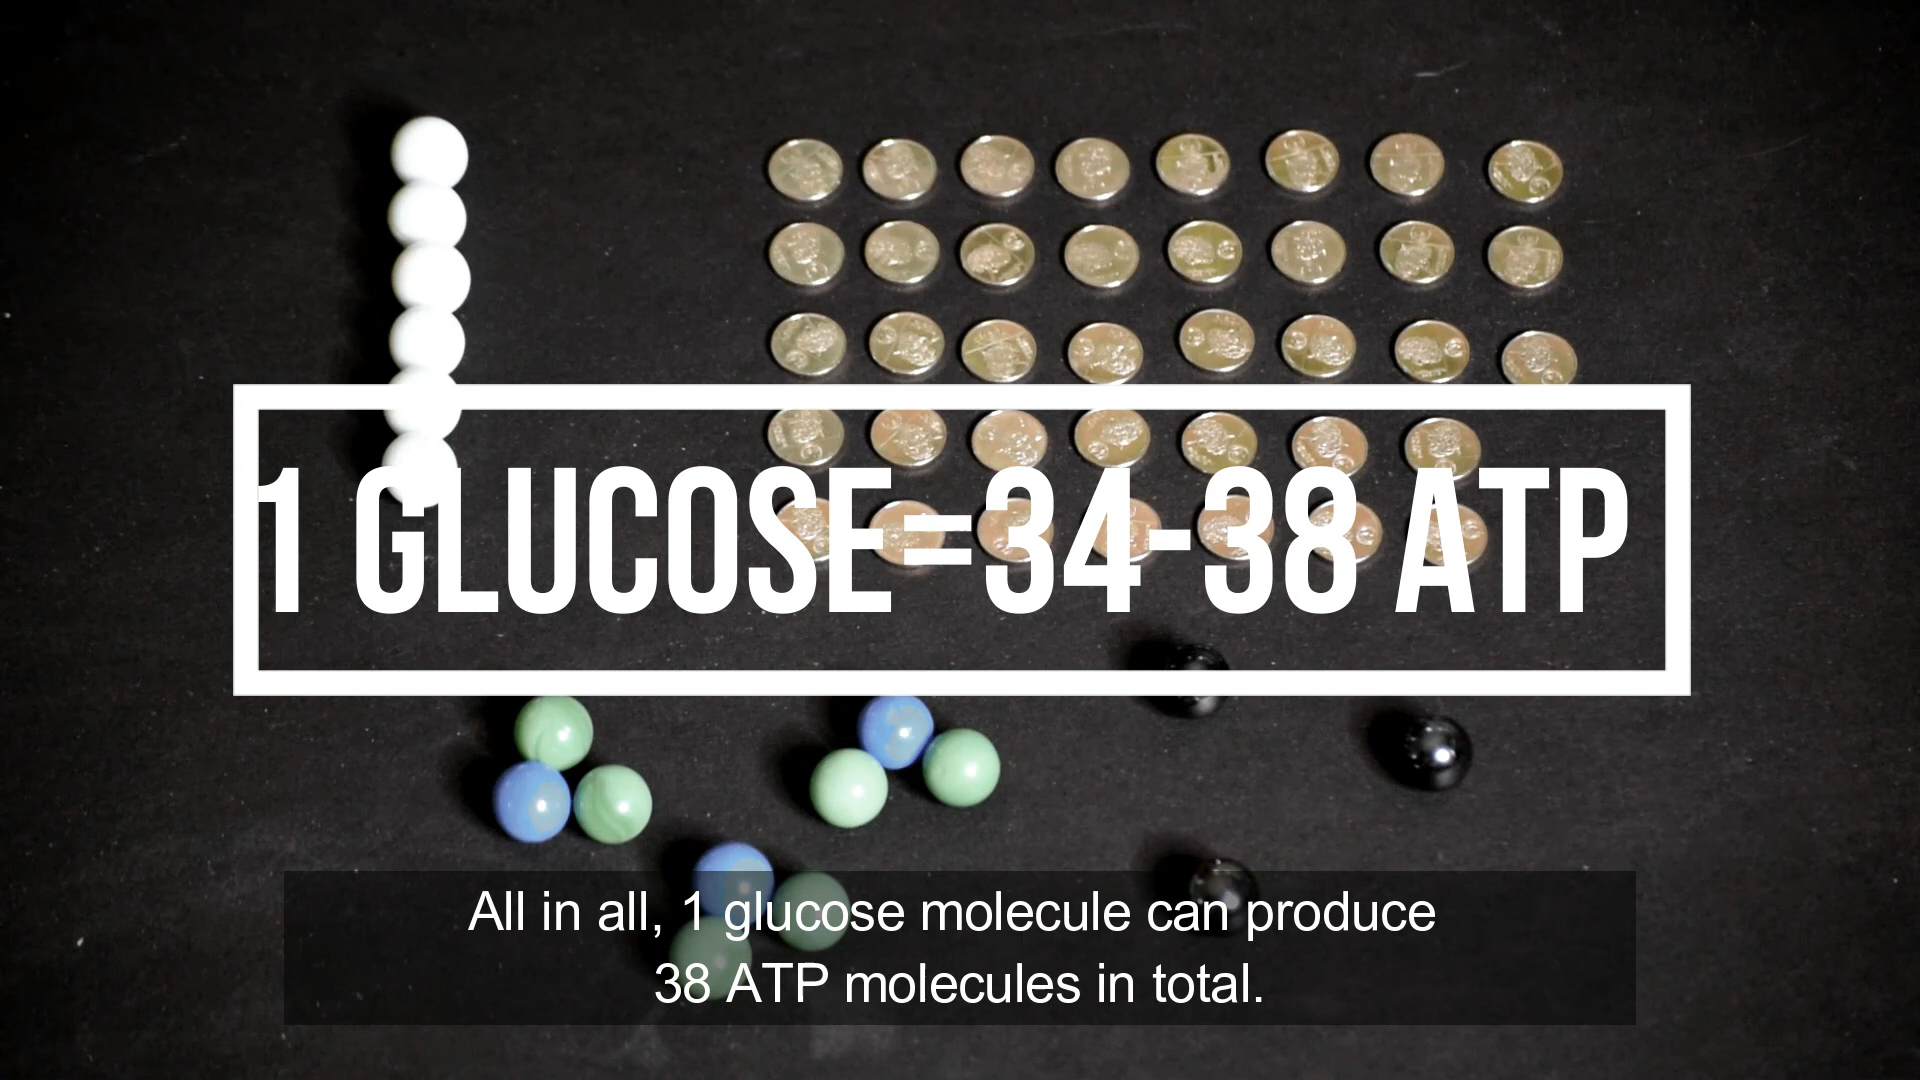 1 GLUCOSE=34-38 ATP
All in all, 1 glucose molecule can produce
38 ATP molecules in total.